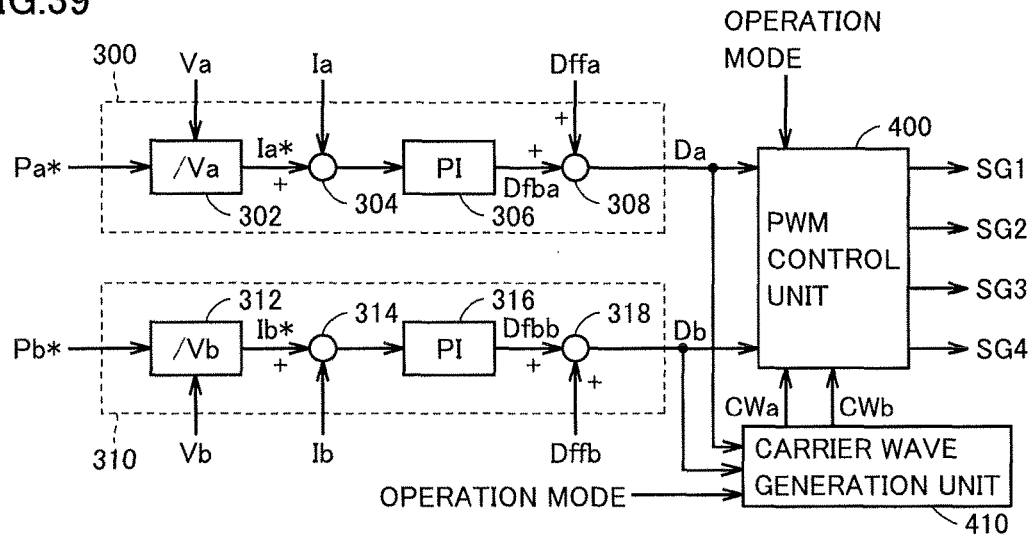 FIG.39
OPERATION
MODE
300
Va
Ia
Dffa
+
400
Pa*
/Va
Ia*
+
PI
+
Dfba
Da
302
304
306
308
SG1
SG2
SG3
SG4
PWM
CONTROL
UNIT
312
314
316
318
Pb*
/Vb
Ib*
+
PI
Dfbb
+
+
Db
310
Vb
Ib
Dffb
CWa
CWb
CARRIER WAVE
GENERATION UNIT
OPERATION MODE
410